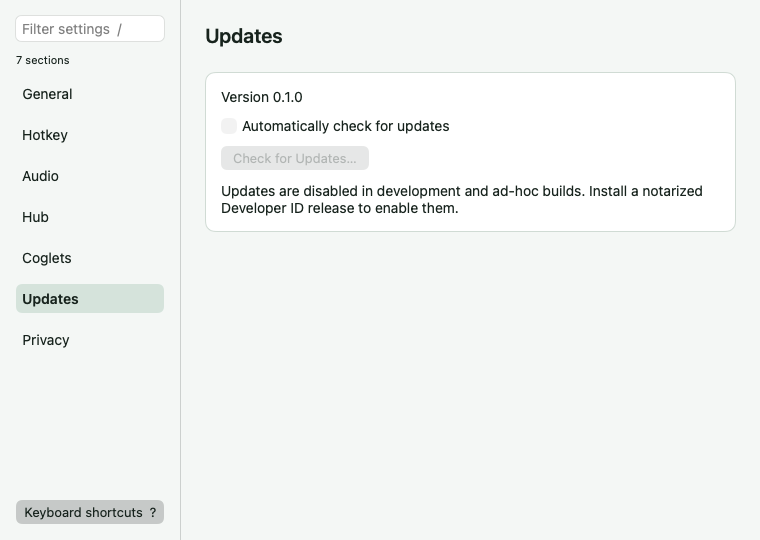 Filter settings /
7 sections
General
Hotkey
Audio
Hub
Coglets
Updates
Privacy
Keyboard shortcuts ?
Updates
Version 0.1.0
Automatically check for updates
Check for Updates...
Updates are disabled in development and ad-hoc builds. Install a notarized
Developer ID release to enable them.